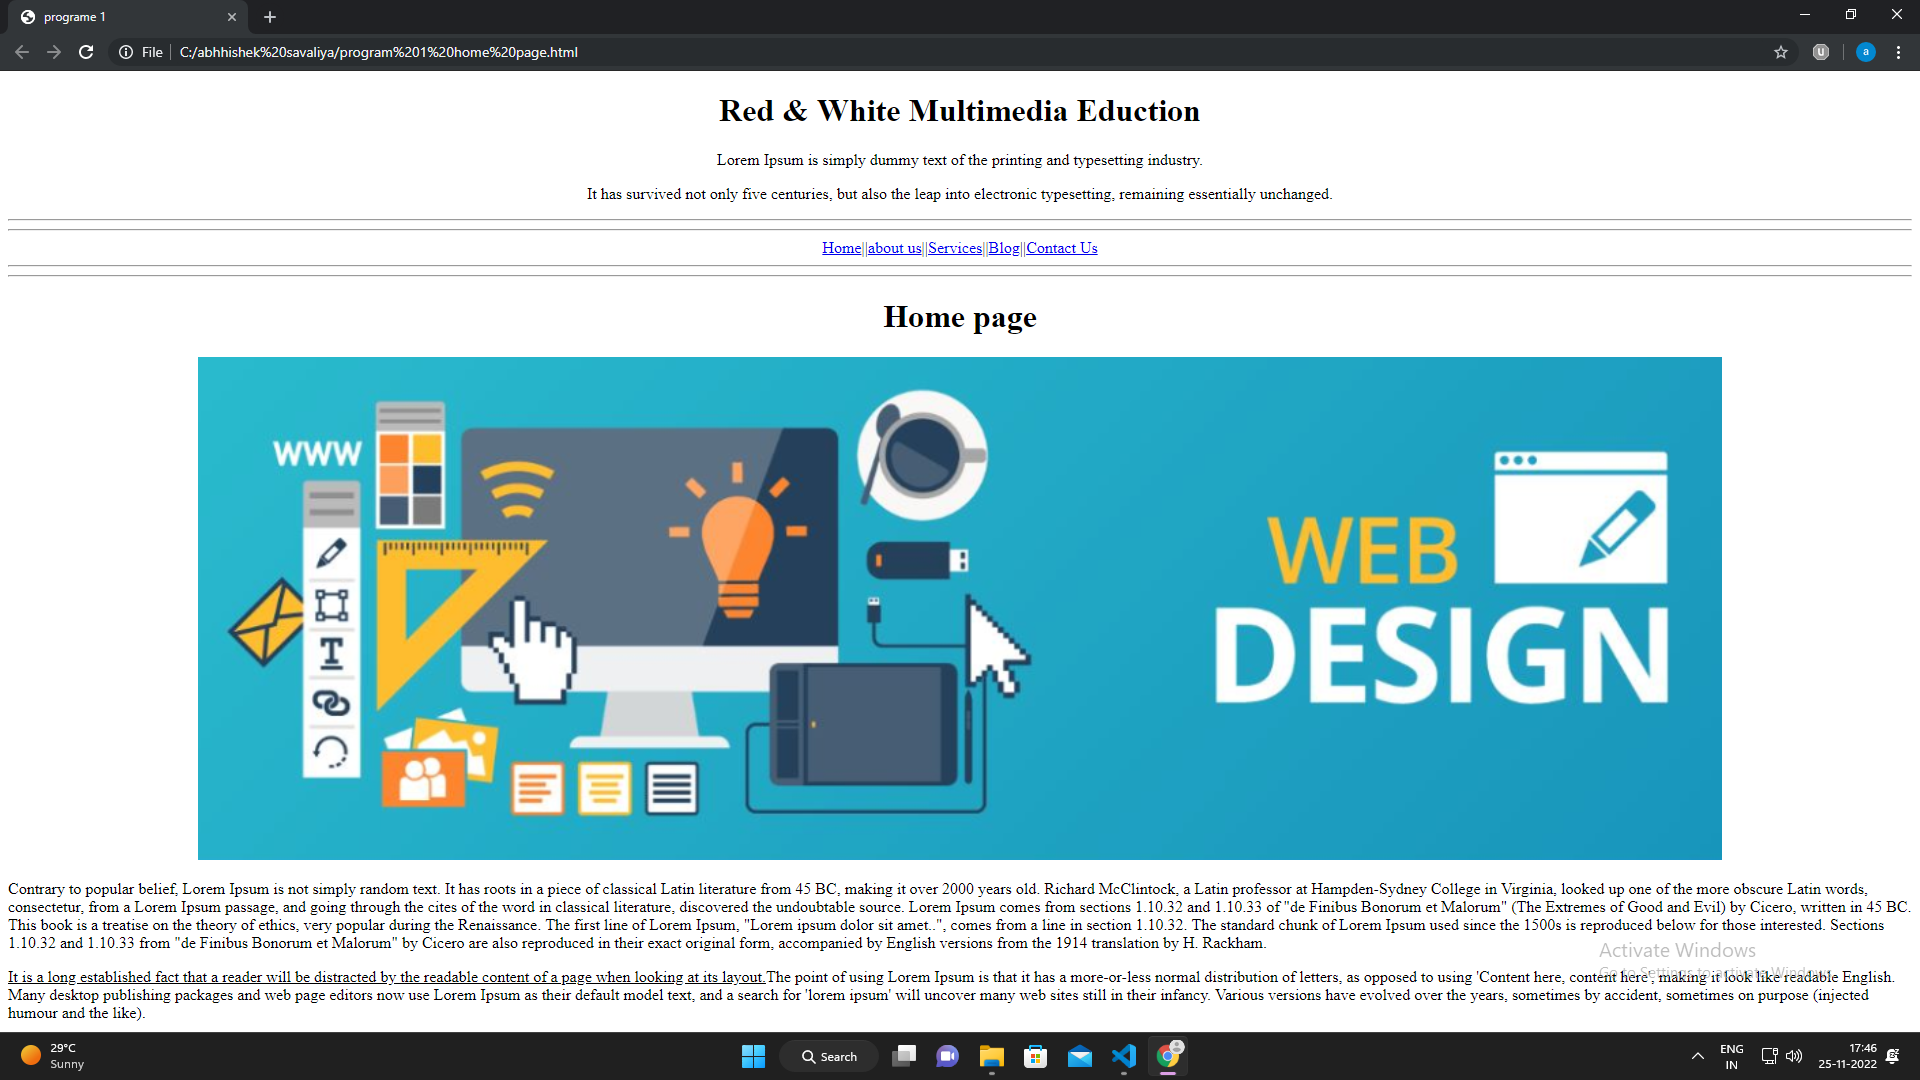 programe 1
File C:/abhhishek%20savaliya/program%201%20home%20page.html
u
a
Red & White Multimedia Eduction
Lorem Ipsum is simply dummy text of the printing and typesetting industry.
It has survived not only five centuries, but also the leap into electronic typesetting, remaining essentially unchanged.
Home||about us||Services||Blog||Contact Us
Home page
WWW
T
WEB
DESIGN
Contrary to popular belief, Lorem Ipsum is not simply random text. It has roots in a piece of classical Latin literature from 45 BC, making it over 2000 years old. Richard McClintock, a Latin professor at Hampden-Sydney College in Virginia, looked up one of the more obscure Latin words,
consectetur, from a Lorem Ipsum passage, and going through the cites of the word in classical literature, discovered the undoubtable source. Lorem Ipsum comes from sections 1.10.32 and 1.10.33 of "de Finibus Bonorum et Malorum" (The Extremes of Good and Evil) by Cicero, written in 45 BC.
This book is a treatise on the theory of ethics, very popular during the Renaissance. The first line of Lorem Ipsum, "Lorem ipsum dolor sit amet..", comes from a line in section 1.10.32. The standard chunk of Lorem Ipsum used since the 1500s is reproduced below for those interested. Sections
1.10.32 and 1.10.33 from "de Finibus Bonorum et Malorum" by Cicero are also reproduced in their exact original form, accompanied by English versions from the 1914 translation by H. Rackham.
Activate Windows
Go to Settings to activate Windows.
It is a long established fact that a reader will be distracted by the readable content of a page when looking at its layout.The point of using Lorem Ipsum is that it has a more-or-less normal distribution of letters, as opposed to using 'Content here, content here', making it look like readable English.
Many desktop publishing packages and web page editors now use Lorem Ipsum as their default model text, and a search for 'lorem ipsum' will uncover many web sites still in their infancy. Various versions have evolved over the years, sometimes by accident, sometimes on purpose (injected
humour and the like).
29°C
Sunny
Search
ENG
IN
17:46
25-11-2022